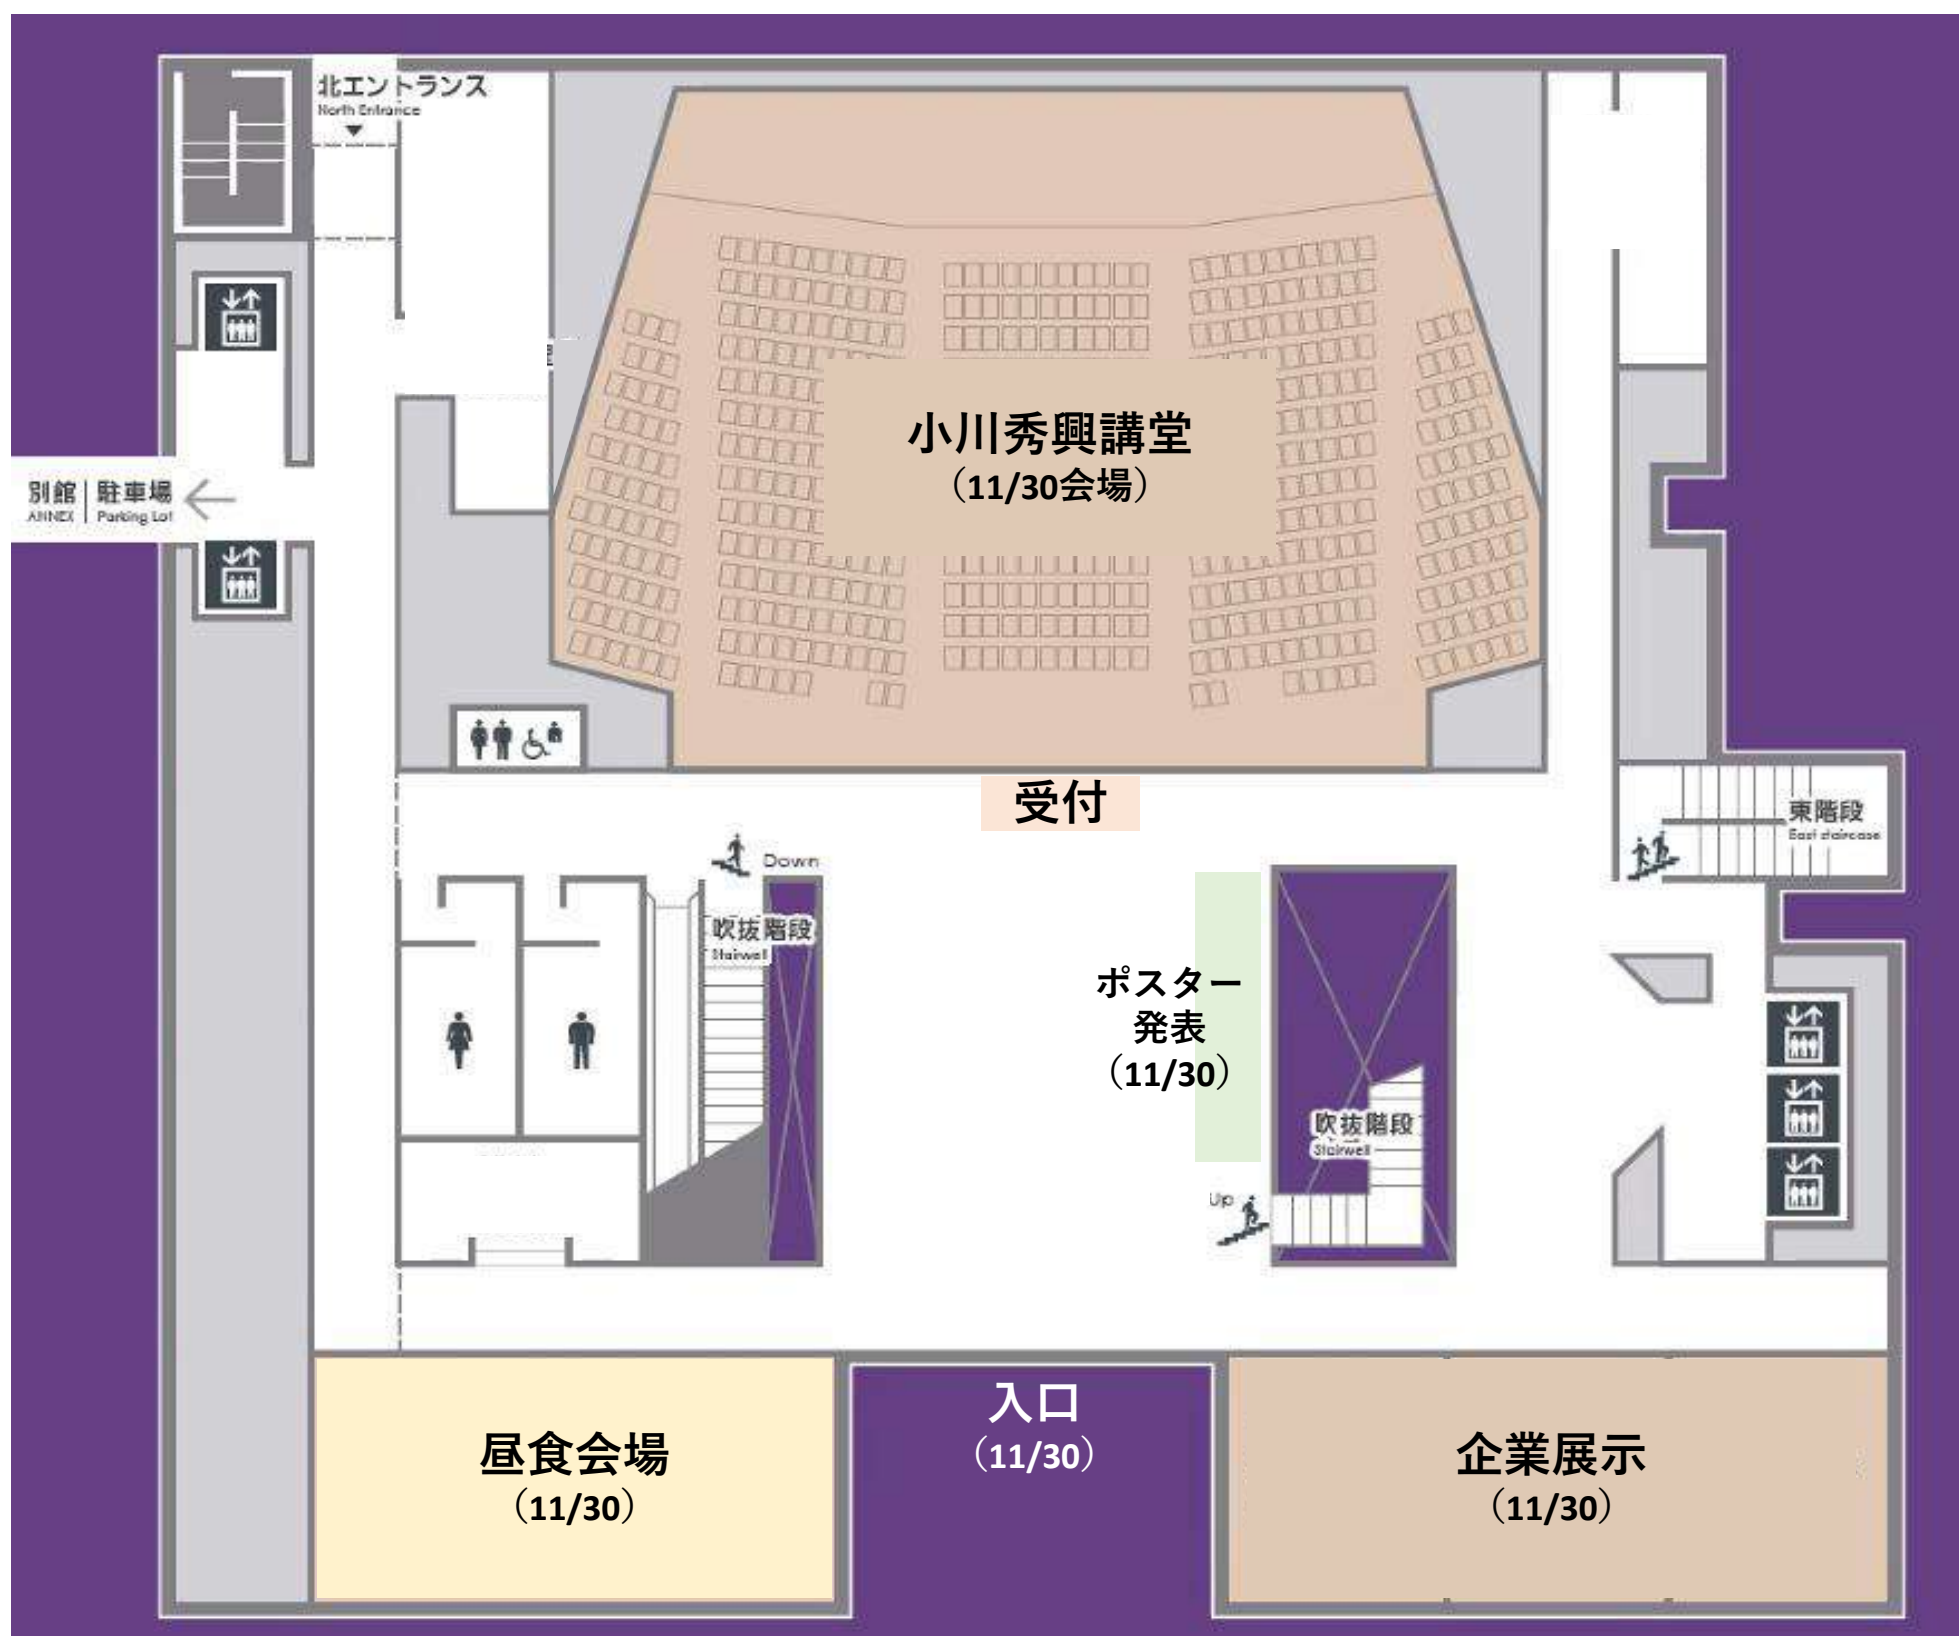 北エントランス
North Entrance
小川秀興講堂
（11/30会場）
別館 | 駐車場
ANNEX | Parking Lot
受付
東階段
East staircase
Down
吹抜階段
Stairwell
ポスター
発表
（11/30）
吹抜階段
Stairwell
Up
入口
（11/30）
昼食会場
（11/30）
企業展示
（11/30）